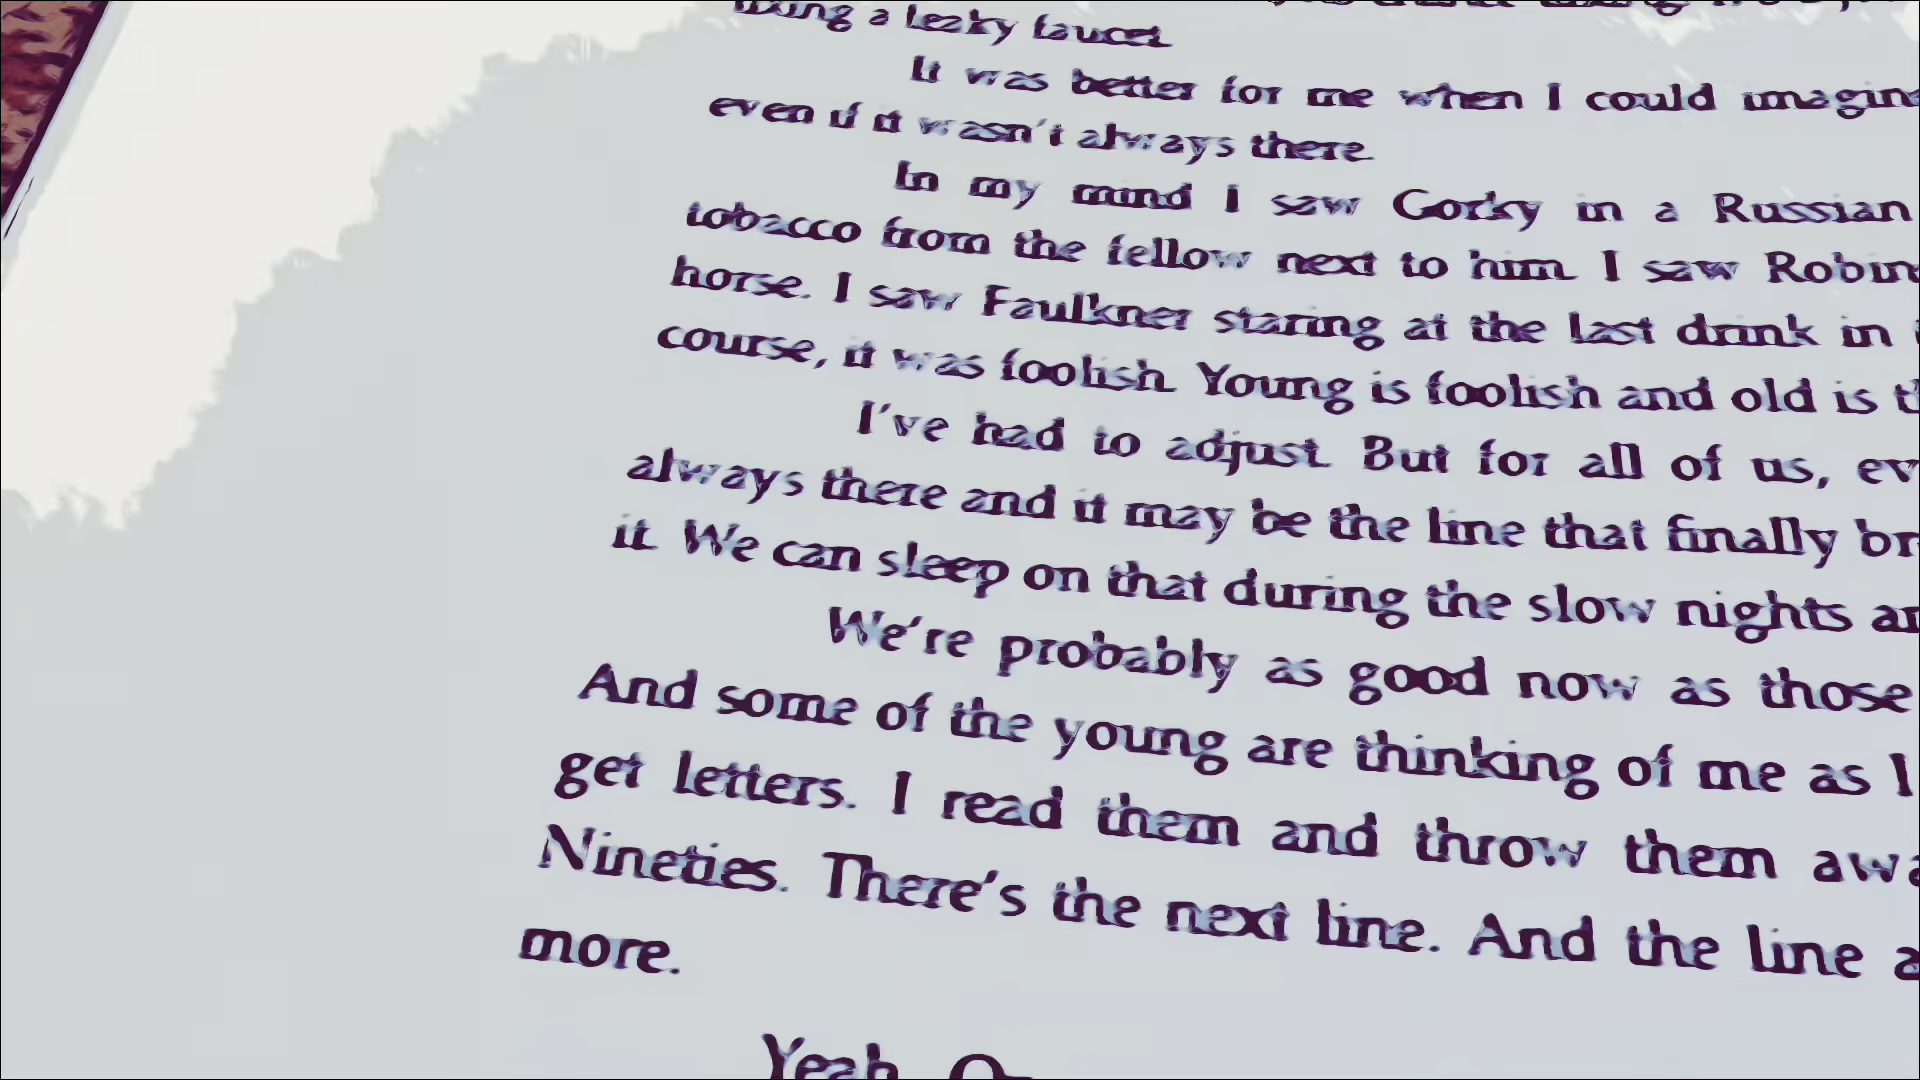 a leaky faucet.
It was better for me when I could
even if it wasn't always there.
In my mind I saw Gorky in a Russian
tobacco from the fellow next to him. I saw
horse. I saw Faulkner staring at the last drink in
course, it was foolish. Young is foolish and old is
I've had to adjust. But for all of us,
always there and it may be the line that finally
it. We can sleep on that during the slow nights
We're probably as good now as those
And some of the young are thinking of me as I
get letters. I read them and throw them
Nineties. There's the next line. And the line
more.
Yeah.